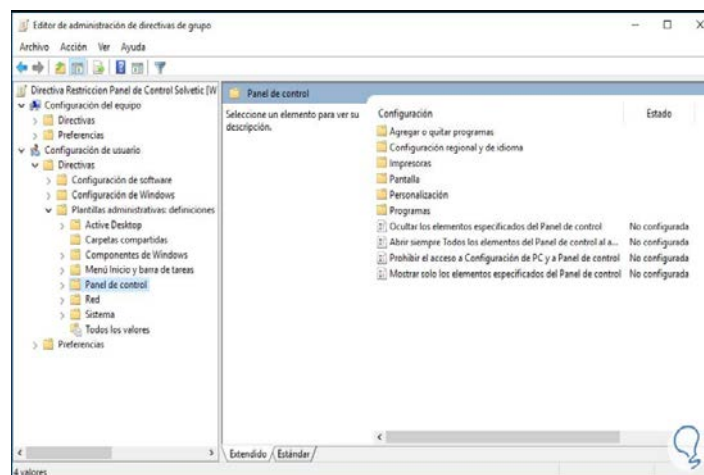 Editor de administración de directivas de grupo
Archivo Acción Ver Ayuda
Directiva Restriccion Panel de Control Solvetic [W
Configuración del equipo
Directivas
Preferencias
Configuración de usuario
Directivas
Configuración de software
Configuración de Windows
Plantillas administrativas: definiciones
Active Desktop
Carpetas compartidas
Componentes de Windows
Menú Inicio y barra de tareas
Panel de control
Red
Sistema
Todos los valores
Preferencias
Panel de control
Seleccione un elemento para ver su
descripción.
Configuración Estado
Agregar o quitar programas
Configuración regional y de idioma
Impresoras
Pantalla
Personalización
Programas
Ocultar los elementos especificados del Panel de control No configurada
Abrir siempre Todos los elementos del Panel de control al a... No configurada
Prohibir el acceso a Configuración de PC y a Panel de control No configurada
Mostrar solo los elementos especificados del Panel de control No configurada
Extendido Estándar
4 valores